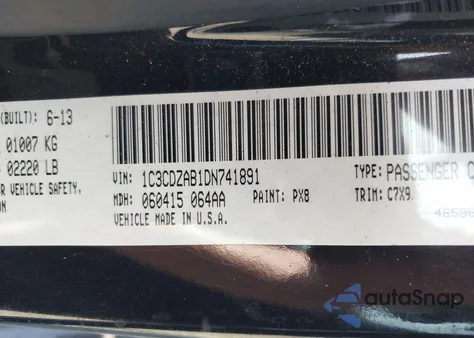 (BUILT): 6-13
01007 KG
02220 LB
R VEHICLE SAFETY,
ON
VIN: 1C3CDZAB1DN741891
TYPE: PASSENGER C
MDH: 060415 064AA
PAINT: PX8
TRIM: C7X9
VEHICLE MADE IN U.S.A.
autoSnap